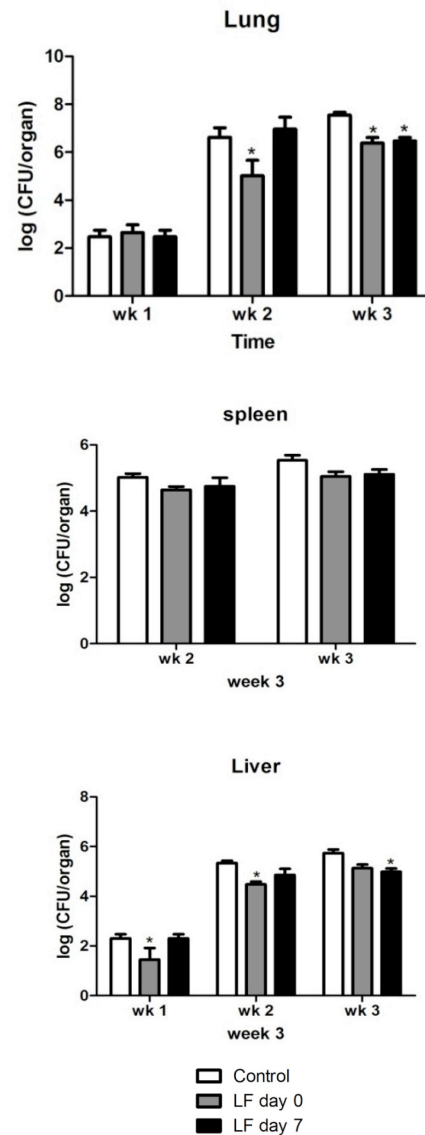 Lung
10
8
6
4
2
0
log (CFU/organ)
*
* *
wk 1 wk 2 wk 3
Time
spleen
6
4
2
0
log (CFU/organ)
wk 2 wk 3
week 3
Liver
8
6
4
2
0
log (CFU/organ)
* * *
wk 1 wk 2 wk 3
week 3
Control
LF day 0
LF day 7